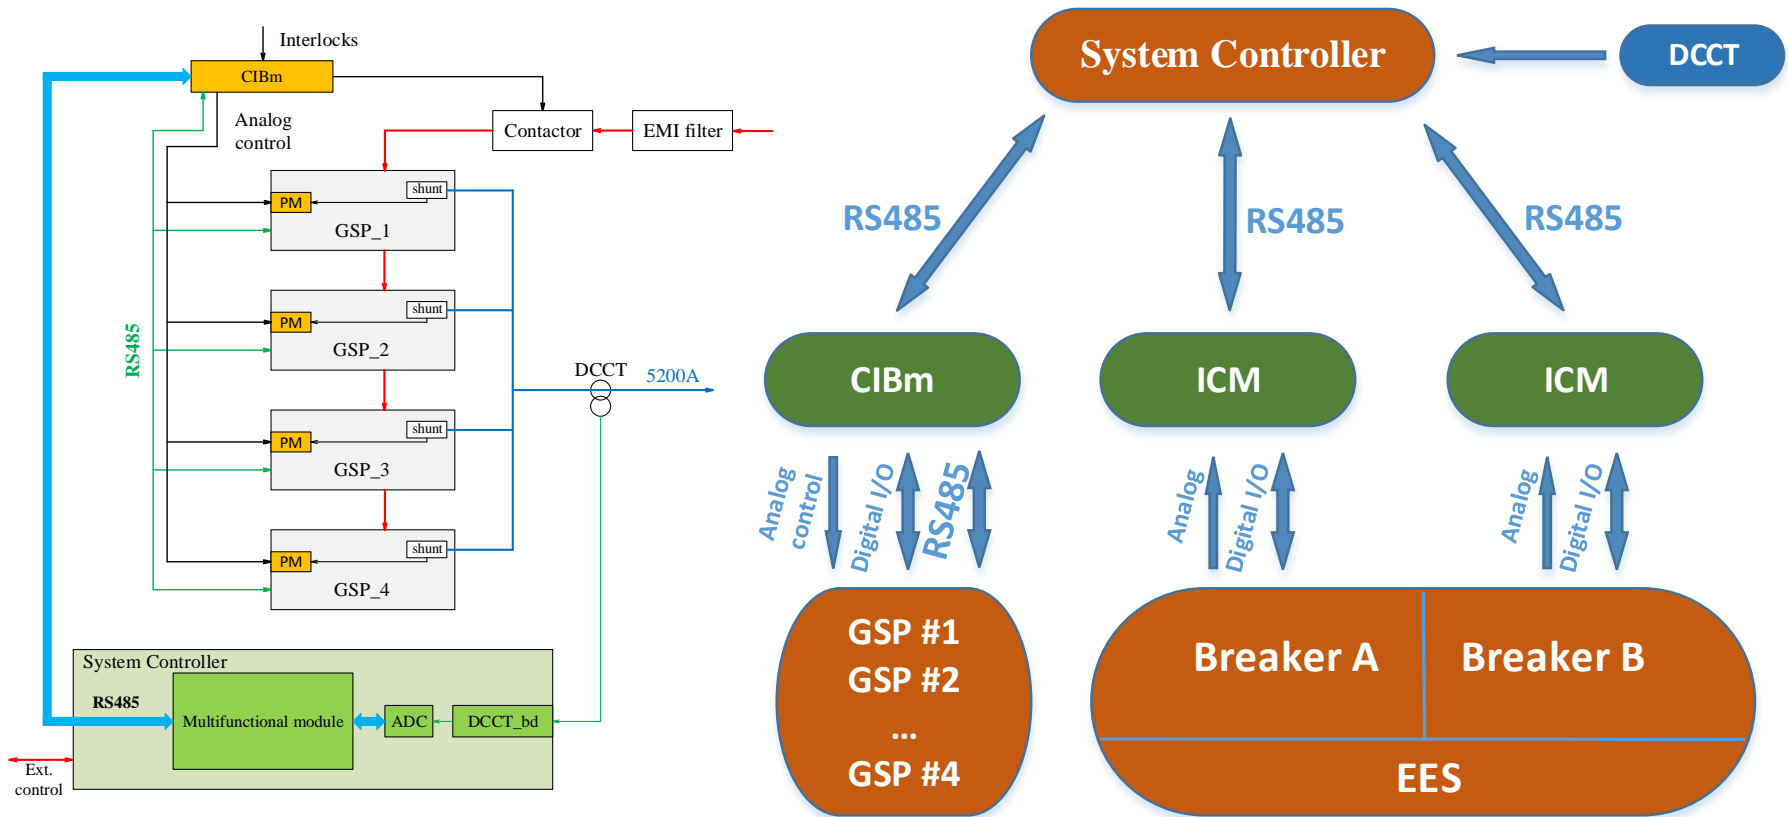 Interlocks
CIBm
Analog
control
Contactor
EMI filter
shunt
PM
GSP_1
shunt
PM
GSP_2
RS485
DCCT
5200A
shunt
PM
GSP_3
shunt
PM
GSP_4
System Controller
RS485
Multifunctional module
ADC
DCCT_bd
Ext.
control
System Controller
DCCT
RS485
RS485
RS485
CIBm
ICM
ICM
Analog
control
Digital I/O
RS485
Analog
Digital I/O
Analog
Digital I/O
GSP #1
GSP #2
...
GSP #4
Breaker A
Breaker B
EES